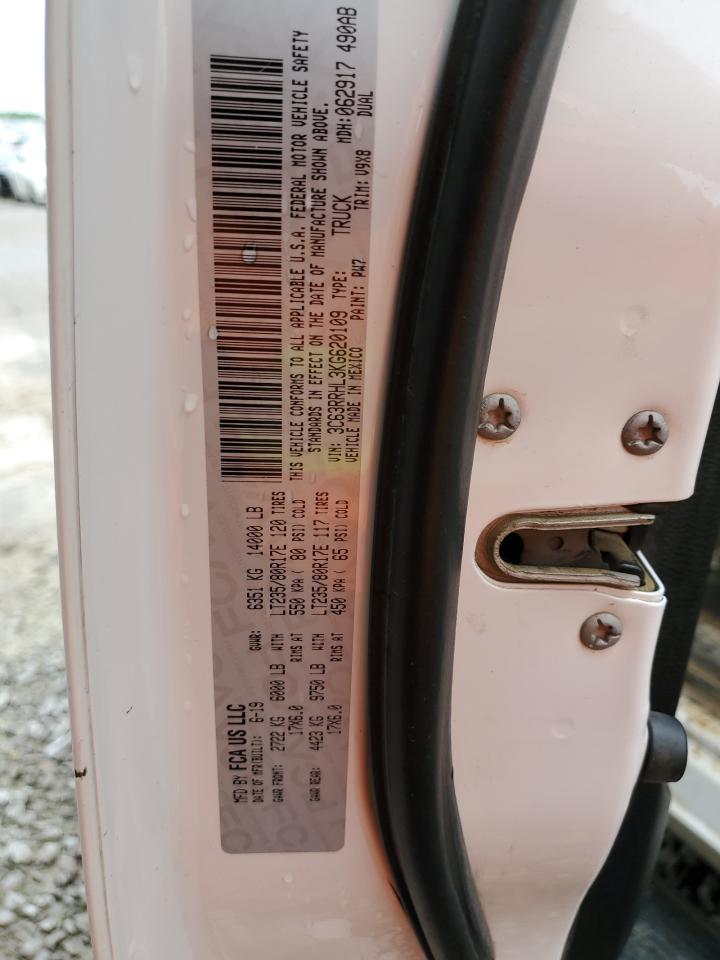 MFD BY FCA US LLC
DATE OF MFR(BUILT): 6-19 GVWR: 6351 KG 14000 LB
GAWR FRONT: 2722 KG 6000 LB WITH LT235/80R17E 120 TIRES
17X6.0 RIMS AT 550 KPA ( 80 PSI) COLD
GAWR REAR: 4423 KG 9750 LB WITH LT235/80R17E 117 TIRES
17X6.0 RIMS AT 450 KPA ( 65 PSI) COLD
THIS VEHICLE CONFORMS TO ALL APPLICABLE U.S.A. FEDERAL MOTOR VEHICLE SAFETY
STANDARDS IN EFFECT ON THE DATE OF MANUFACTURE SHOWN ABOVE.
VIN: 3C63RRHL3KG620109 TYPE: TRUCK MDH:062917 490AB
VEHICLE MADE IN MEXICO PAINT: PW7 TRIM: V9X8 DUAL